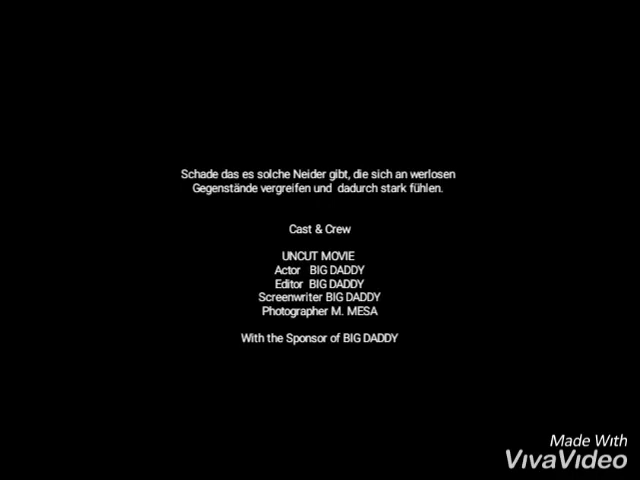 Schade das es solche Neider gibt, die sich an werlosen
Gegenstände vergreifen und dadurch stark fühlen.
Cast & Crew
UNCUT MOVIE
Actor BIG DADDY
Editor BIG DADDY
Screenwriter BIG DADDY
Photographer M. MESA
With the Sponsor of BIG DADDY
Made With
VivaVideo